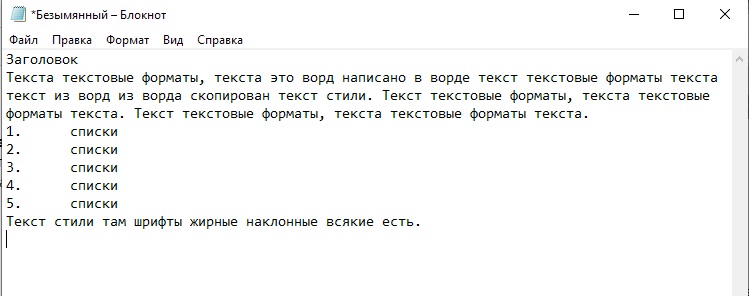 *Безымянный – Блокнот
Файл Правка Формат Вид Справка
Заголовок
Текста текстовые форматы, текста это ворд написано в ворде текст текстовые форматы текста
текст из ворд из ворда скопирован текст стили. Текст текстовые форматы, текста текстовые
форматы текста. Текст текстовые форматы, текста текстовые форматы текста.
1. списки
2. списки
3. списки
4. списки
5. списки
Текст стили там шрифты жирные наклонные всякие есть.